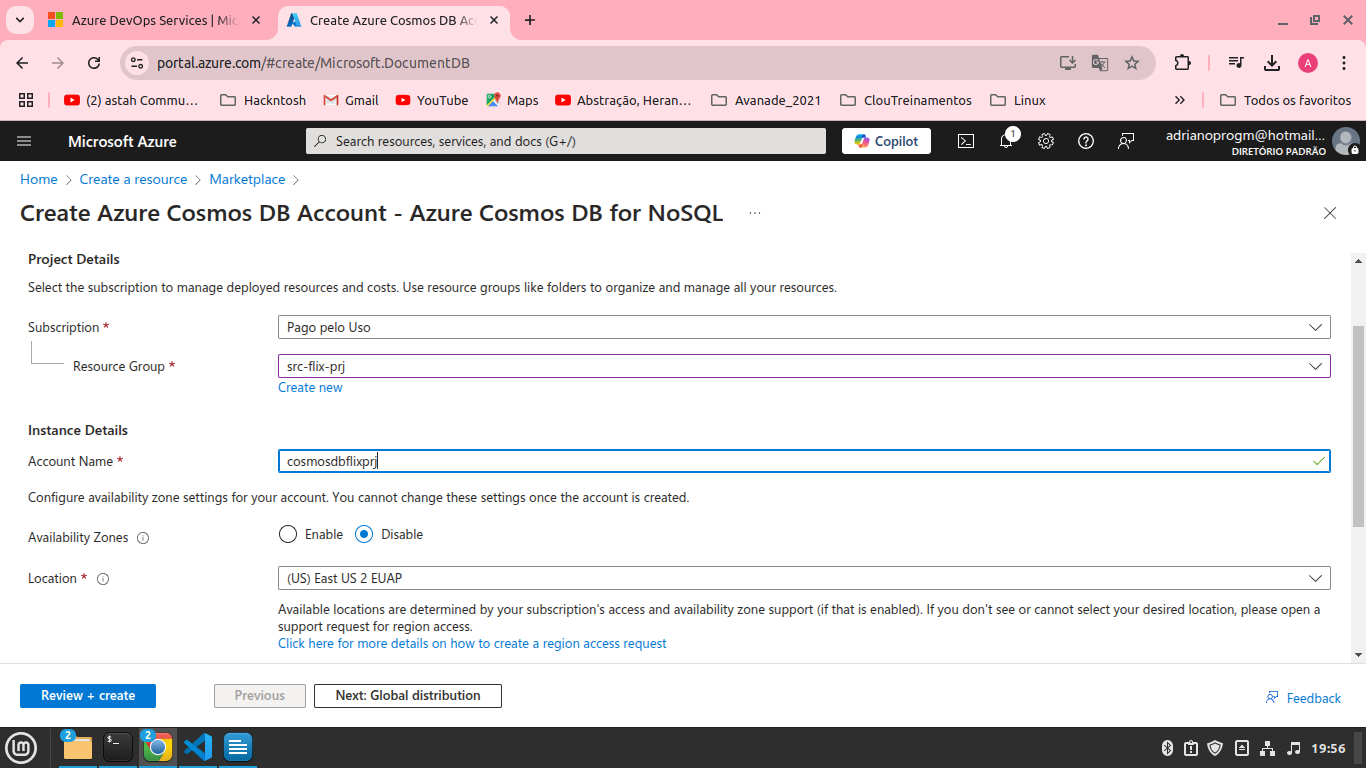 Azure DevOps Services | Mic
Create Azure Cosmos DB Acc
portal.azure.com/#create/Microsoft.DocumentDB
A
(2) astah Commu...
Hackntosh
Gmail
YouTube
Maps
Abstração, Heran...
Avanade_2021
ClouTreinamentos
Linux
Todos os favoritos
Microsoft Azure
Search resources, services, and docs (G+/)
Copilot
1
adrianoprogm@hotmail...
DIRETÓRIO PADRÃO
Home > Create a resource > Marketplace >
Create Azure Cosmos DB Account - Azure Cosmos DB for NoSQL ...
Project Details
Select the subscription to manage deployed resources and costs. Use resource groups like folders to organize and manage all your resources.
Subscription *
Pago pelo Uso
Resource Group *
src-flix-prj
Create new
Instance Details
Account Name *
cosmosdbflixprj
Configure availability zone settings for your account. You cannot change these settings once the account is created.
Availability Zones
Enable
Disable
Location *
(US) East US 2 EUAP
Available locations are determined by your subscription's access and availability zone support (if that is enabled). If you don't see or cannot select your desired location, please open a
support request for region access.
Click here for more details on how to create a region access request
Review + create
Previous
Next: Global distribution
Feedback
2
$_
2
19:56